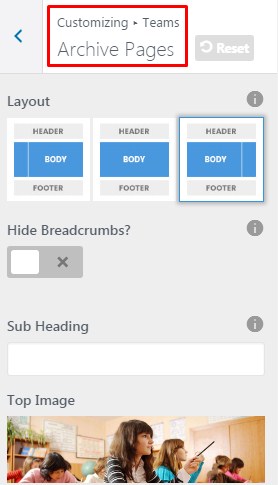 Customizing ▸ Teams
Archive Pages
Reset
Layout
HEADER HEADER HEADER
BODY BODY BODY
FOOTER FOOTER FOOTER
Hide Breadcrumbs?
Sub Heading
Top Image